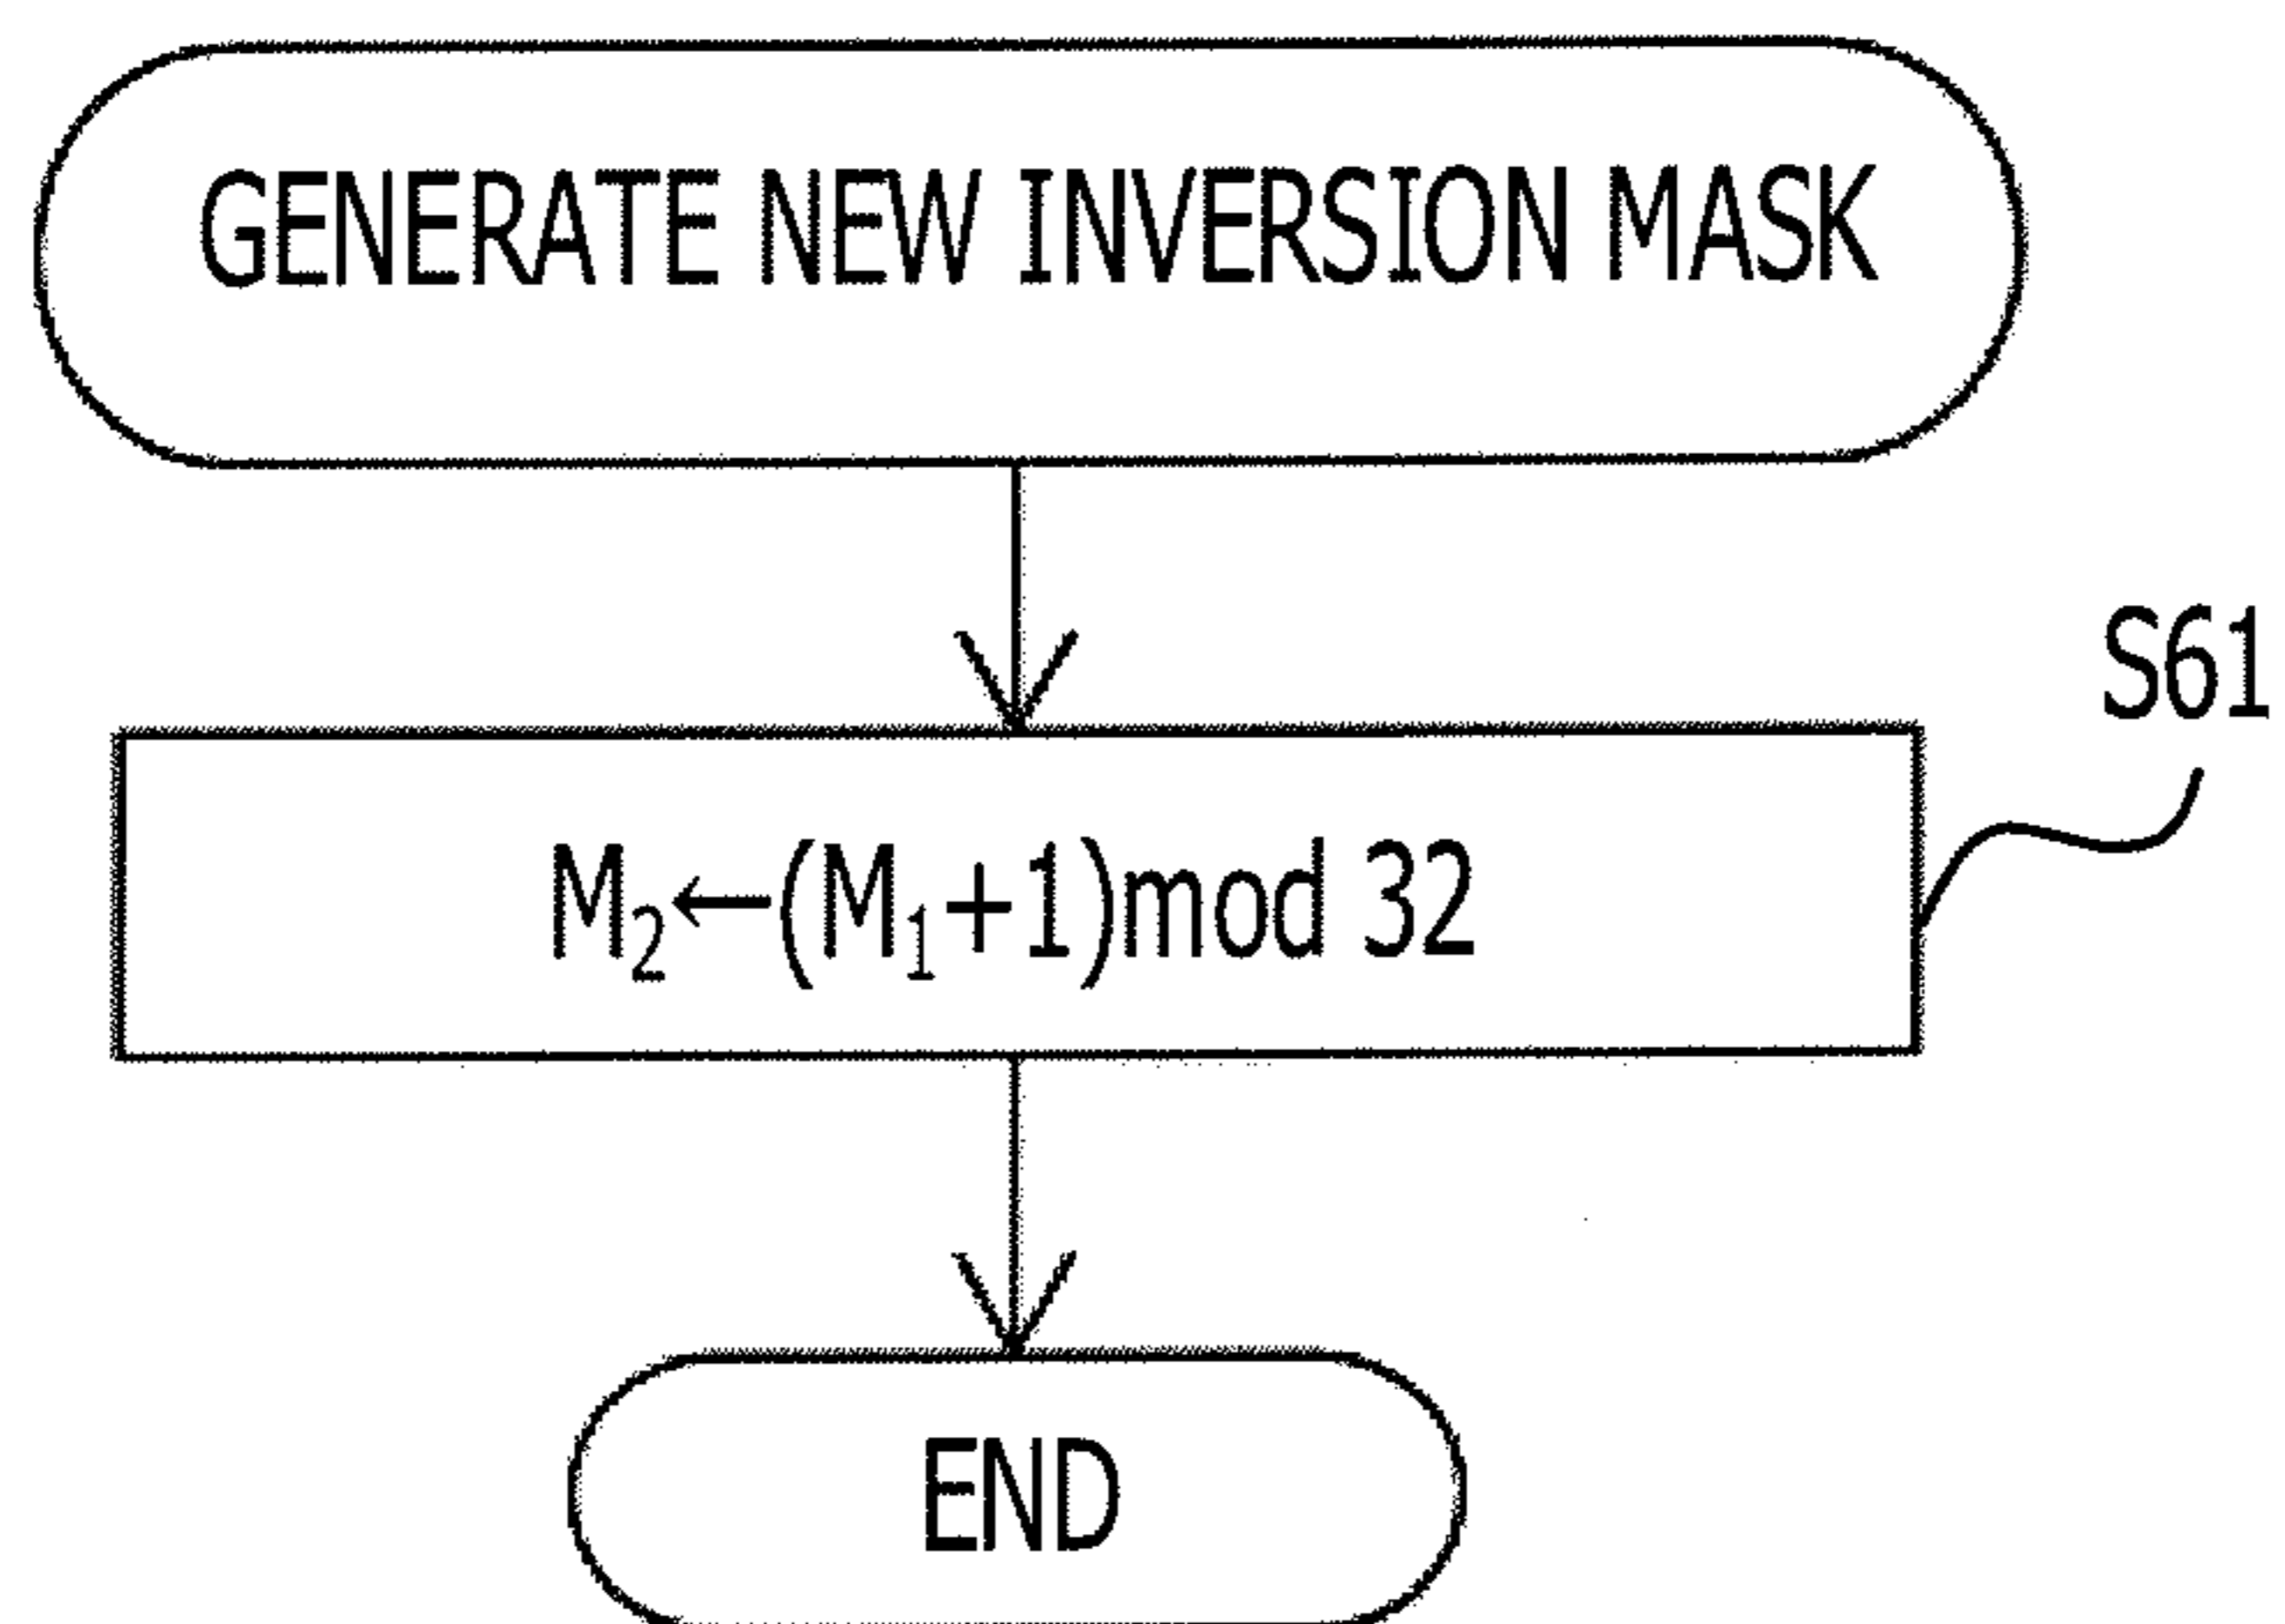 GENERATE NEW INVERSION MASK
S61
M₂←(M₁+1)mod 32
END